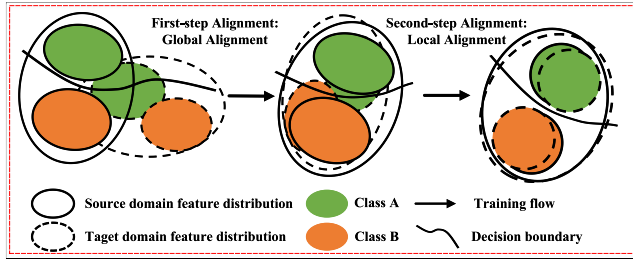 First-step Alignment:
Global Alignment
Second-step Alignment:
Local Alignment
Source domain feature distribution
Class A
Training flow
Taget domain feature distribution
Class B
Decision boundary